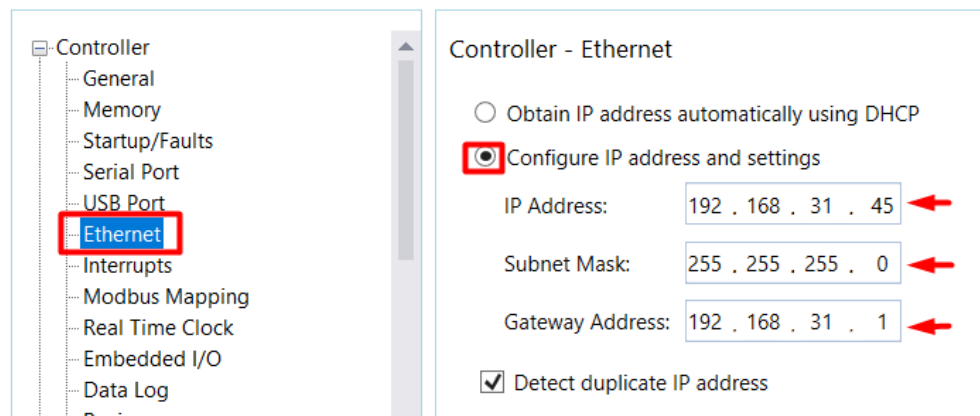 Controller
General
Memory
Startup/Faults
Serial Port
USB Port
Ethernet
Interrupts
Modbus Mapping
Real Time Clock
Embedded I/O
Data Log
Controller - Ethernet
Obtain IP address automatically using DHCP
Configure IP address and settings
IP Address: 192 . 168 . 31 . 45
Subnet Mask: 255 . 255 . 255 . 0
Gateway Address: 192 . 168 . 31 . 1
Detect duplicate IP address